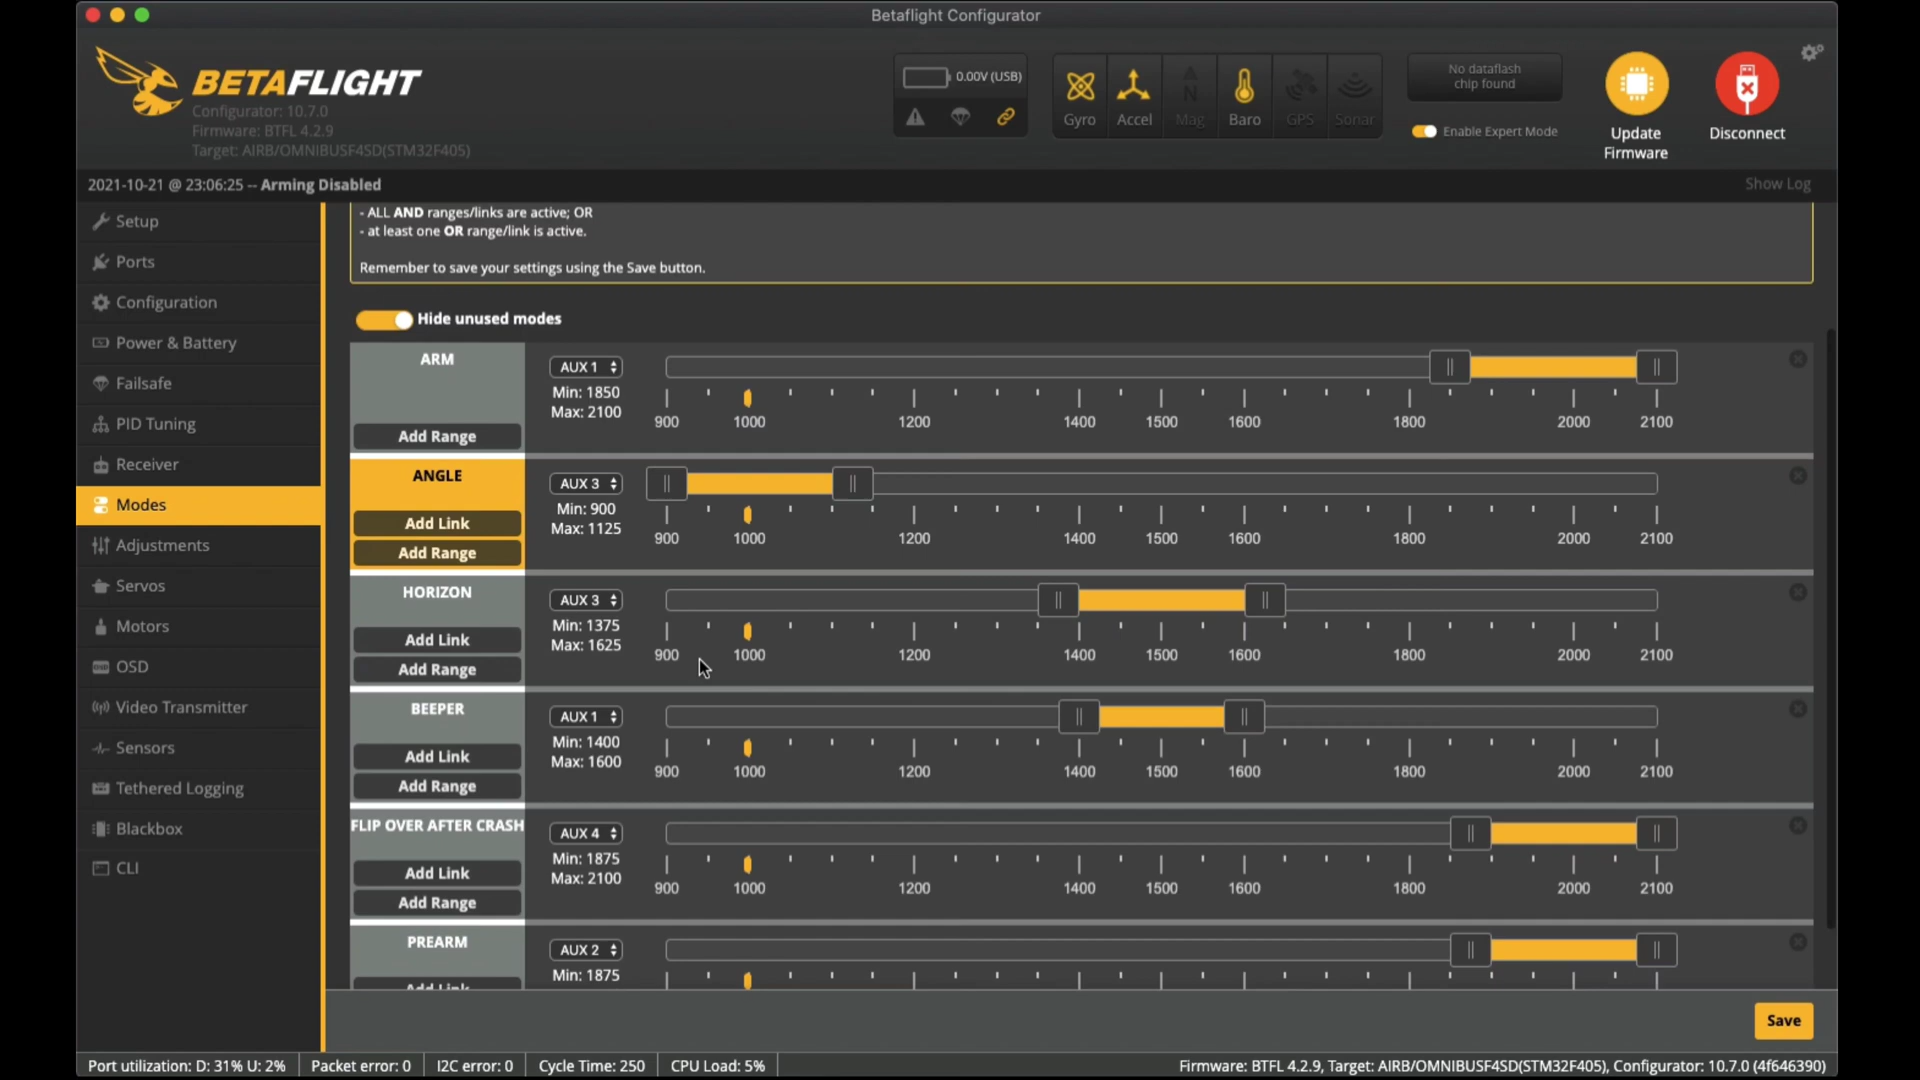 Betaflight Configurator
BETAFLIGHT
Configurator: 10.7.0
Firmware: BTFL 4.2.9
Target: AIRB/OMNIBUSF4SD(STM32F405)
0.00V (USB)
Gyro
Accel
Mag
Baro
GPS
Sonar
No dataflash
chip found
Enable Expert Mode
Update
Firmware
Disconnect
2021-10-21 @ 23:06:25 -- Arming Disabled
Show Log
Setup
Ports
Configuration
Power & Battery
Failsafe
PID Tuning
Receiver
Modes
Adjustments
Servos
Motors
OSD
Video Transmitter
Sensors
Tethered Logging
Blackbox
CLI
- ALL AND ranges/links are active; OR
- at least one OR range/link is active.
Remember to save your settings using the Save button.
Hide unused modes
ARM
Add Range
AUX 1
Min: 1850
Max: 2100
900 1000 1200 1400 1500 1600 1800 2000 2100
ANGLE
Add Link
Add Range
AUX 3
Min: 900
Max: 1125
900 1000 1200 1400 1500 1600 1800 2000 2100
HORIZON
Add Link
Add Range
AUX 3
Min: 1375
Max: 1625
900 1000 1200 1400 1500 1600 1800 2000 2100
BEEPER
Add Link
Add Range
AUX 1
Min: 1400
Max: 1600
900 1000 1200 1400 1500 1600 1800 2000 2100
FLIP OVER AFTER CRASH
Add Link
Add Range
AUX 4
Min: 1875
Max: 2100
900 1000 1200 1400 1500 1600 1800 2000 2100
PREARM
Add Link
AUX 2
Min: 1875
Save
Port utilization: D: 31% U: 2% Packet error: 0 I2C error: 0 Cycle Time: 250 CPU Load: 5% Firmware: BTFL 4.2.9, Target: AIRB/OMNIBUSF4SD(STM32F405), Configurator: 10.7.0 (4f646390)